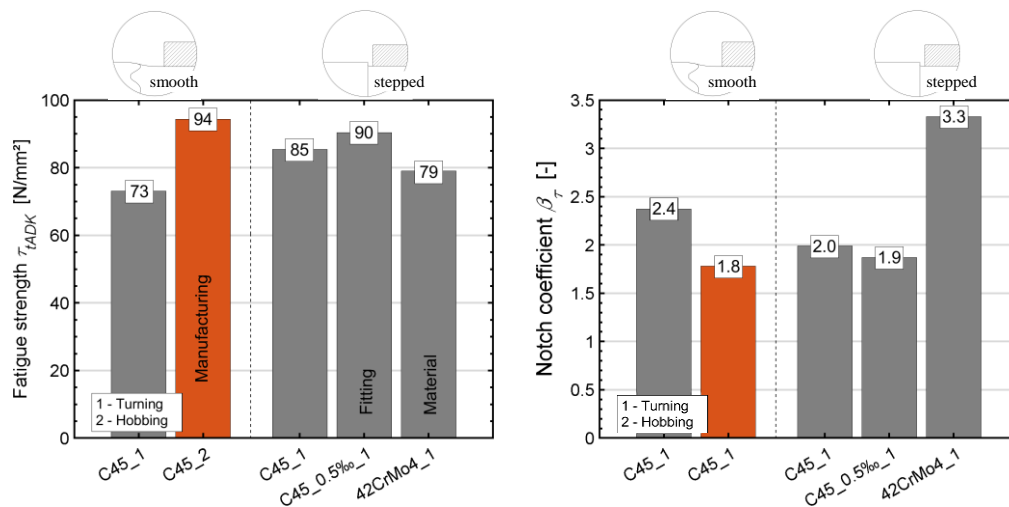 smooth
stepped
Fatigue strength τtADK [N/mm²]
100
80
60
40
20
0
73
94
85
90
79
Manufacturing
Fitting
Material
1 - Turning
2 - Hobbing
C45_1
C45_2
C45_1
C45_0.5‰_1
42CrMo4_1
smooth
stepped
Notch coefficient βτ [-]
3.5
3
2.5
2
1.5
1
0.5
0
2.4
1.8
2.0
1.9
3.3
1 - Turning
2 - Hobbing
C45_1
C45_1
C45_1
C45_0.5‰_1
42CrMo4_1